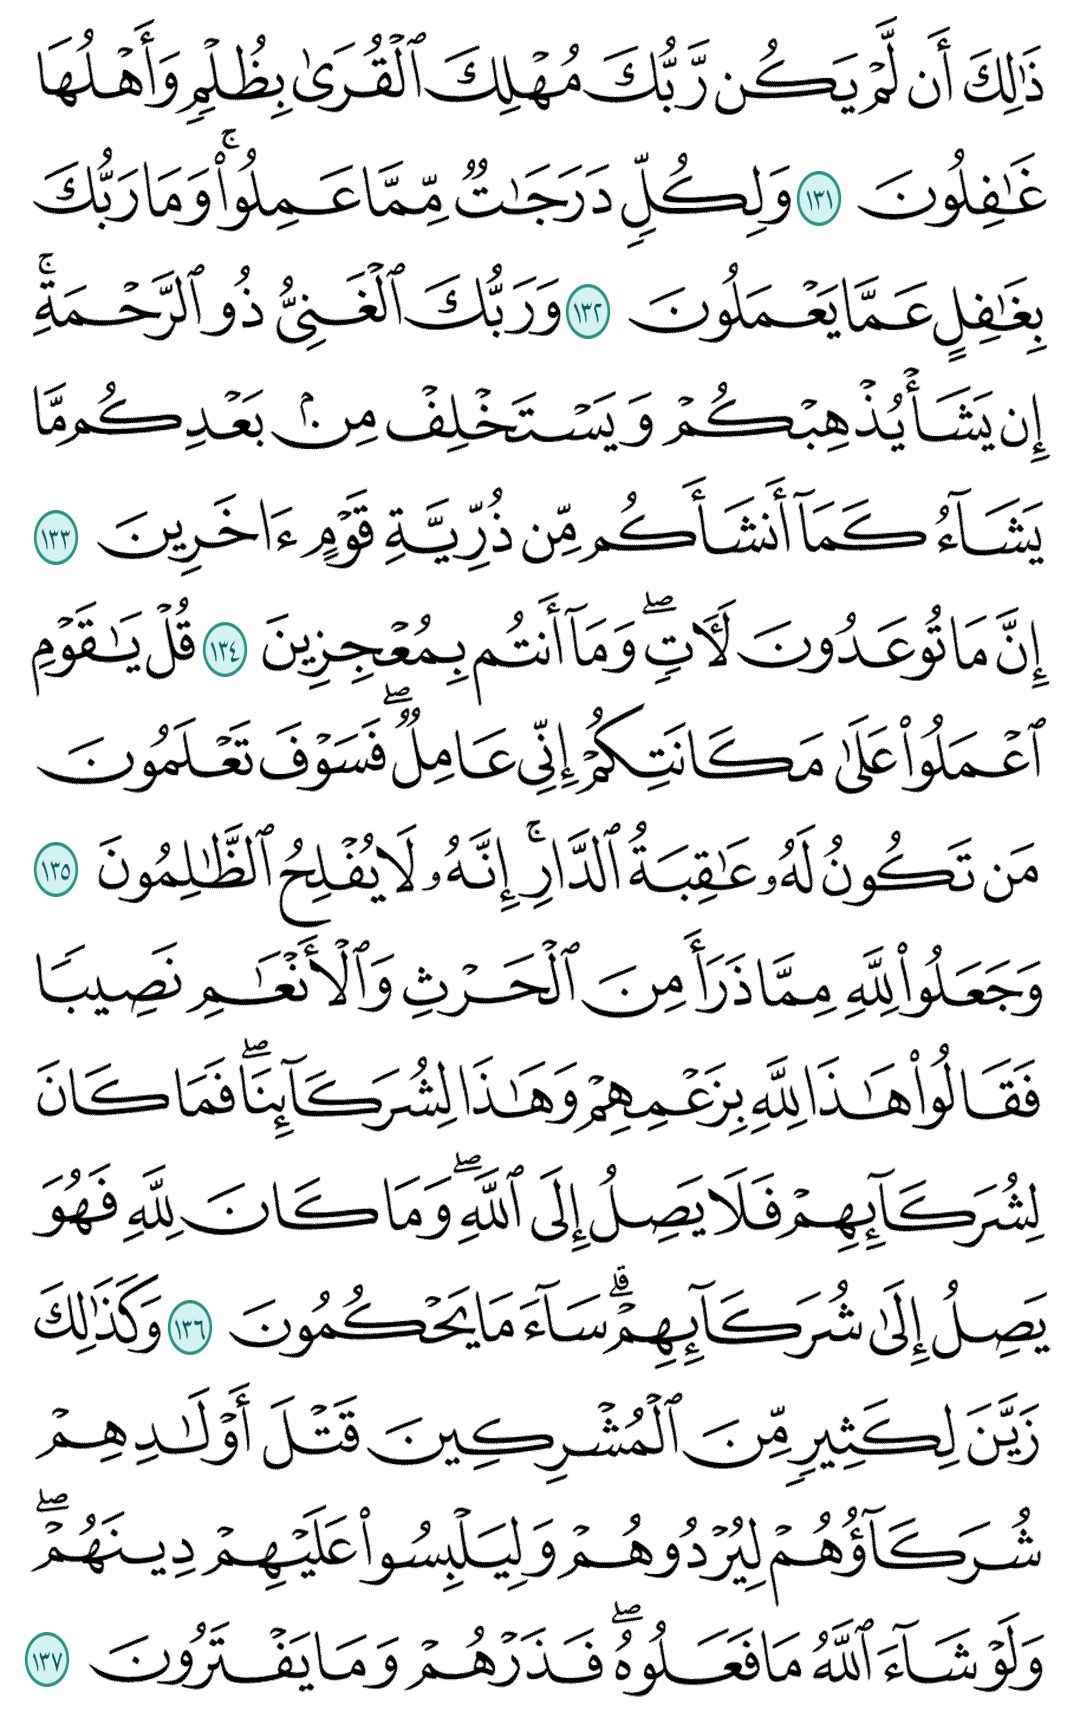 ذَٰلِكَ أَن لَّمْ يَكُن رَّبُّكَ مُهْلِكَ ٱلْقُرَىٰ بِظُلْمٍ وَأَهْلُهَا
غَـٰفِلُونَ ١٣١ وَلِكُلٍّ دَرَجَـٰتٌ مِّمَّا عَمِلُوا۟ ۚ وَمَا رَبُّكَ
بِغَـٰفِلٍ عَمَّا يَعْمَلُونَ ١٣٢ وَرَبُّكَ ٱلْغَنِىُّ ذُو ٱلرَّحْمَةِ ۚ
إِن يَشَأْ يُذْهِبْكُمْ وَيَسْتَخْلِفْ مِنۢ بَعْدِكُم مَّا
يَشَآءُ كَمَآ أَنشَأَكُم مِّن ذُرِّيَّةِ قَوْمٍ ءَاخَرِينَ ١٣٣
إِنَّ مَا تُوعَدُونَ لَـَٔاتٍ ۖ وَمَآ أَنتُم بِمُعْجِزِينَ ١٣٤ قُلْ يَـٰقَوْمِ
ٱعْمَلُوا۟ عَلَىٰ مَكَانَتِكُمْ إِنِّى عَامِلٌ ۖ فَسَوْفَ تَعْلَمُونَ
مَن تَكُونُ لَهُۥ عَـٰقِبَةُ ٱلدَّارِ ۚ إِنَّهُۥ لَا يُفْلِحُ ٱلظَّـٰلِمُونَ ١٣٥
وَجَعَلُوا۟ لِلَّهِ مِمَّا ذَرَأَ مِنَ ٱلْحَرْثِ وَٱلْأَنْعَـٰمِ نَصِيبًا
فَقَالُوا۟ هَـٰذَا لِلَّهِ بِزَعْمِهِمْ وَهَـٰذَا لِشُرَكَآئِنَا ۖ فَمَا كَانَ
لِشُرَكَآئِهِمْ فَلَا يَصِلُ إِلَى ٱللَّهِ ۖ وَمَا كَانَ لِلَّهِ فَهُوَ
يَصِلُ إِلَىٰ شُرَكَآئِهِمْ ۗ سَآءَ مَا يَحْكُمُونَ ١٣٦ وَكَذَٰلِكَ
زَيَّنَ لِكَثِيرٍ مِّنَ ٱلْمُشْرِكِينَ قَتْلَ أَوْلَـٰدِهِمْ
شُرَكَآؤُهُمْ لِيُرْدُوهُمْ وَلِيَلْبِسُوا۟ عَلَيْهِمْ دِينَهُمْ ۖ
وَلَوْ شَآءَ ٱللَّهُ مَا فَعَلُوهُ ۖ فَذَرْهُمْ وَمَا يَفْتَرُونَ ١٣٧